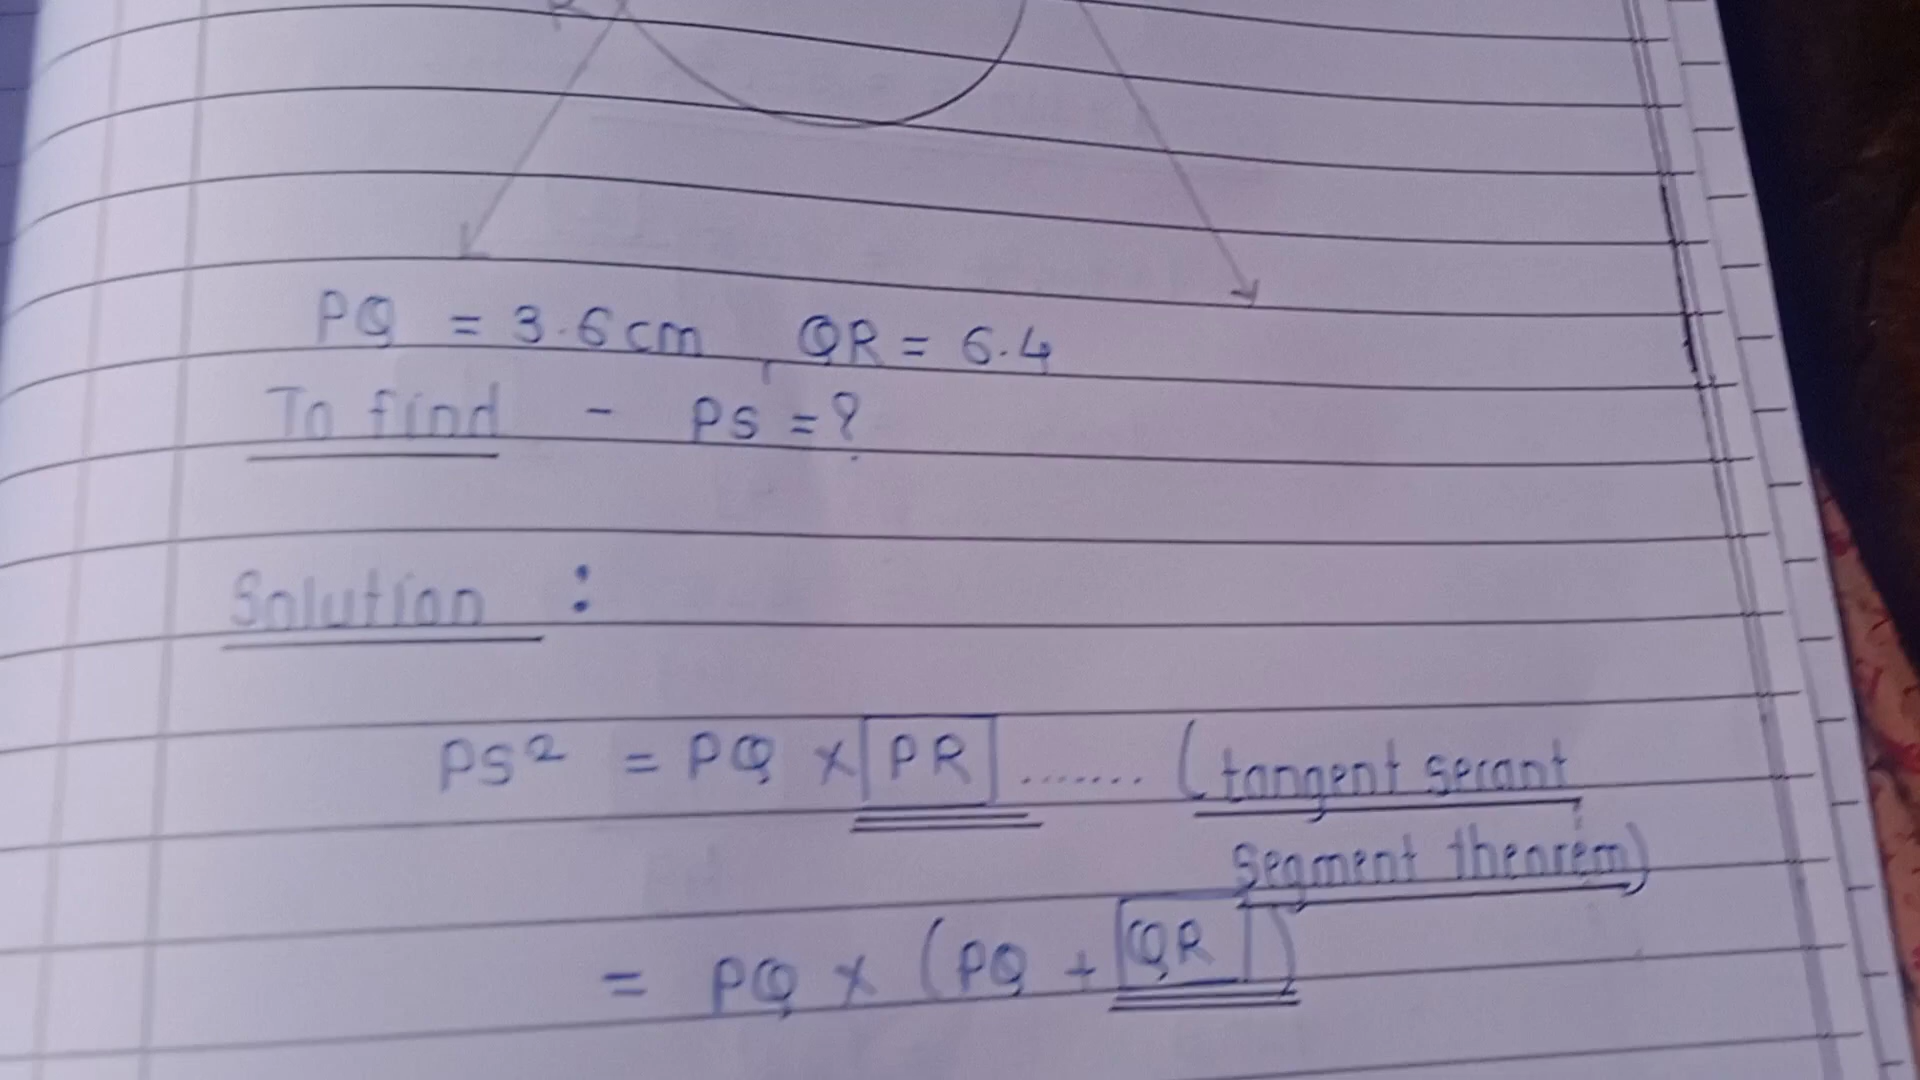 PQ = 3.6 cm, QR = 6.4
To find - PS = ?
Solution :
PS² = PQ × PR ....... (tangent secant
segment theorem)
= PQ × (PQ + QR)